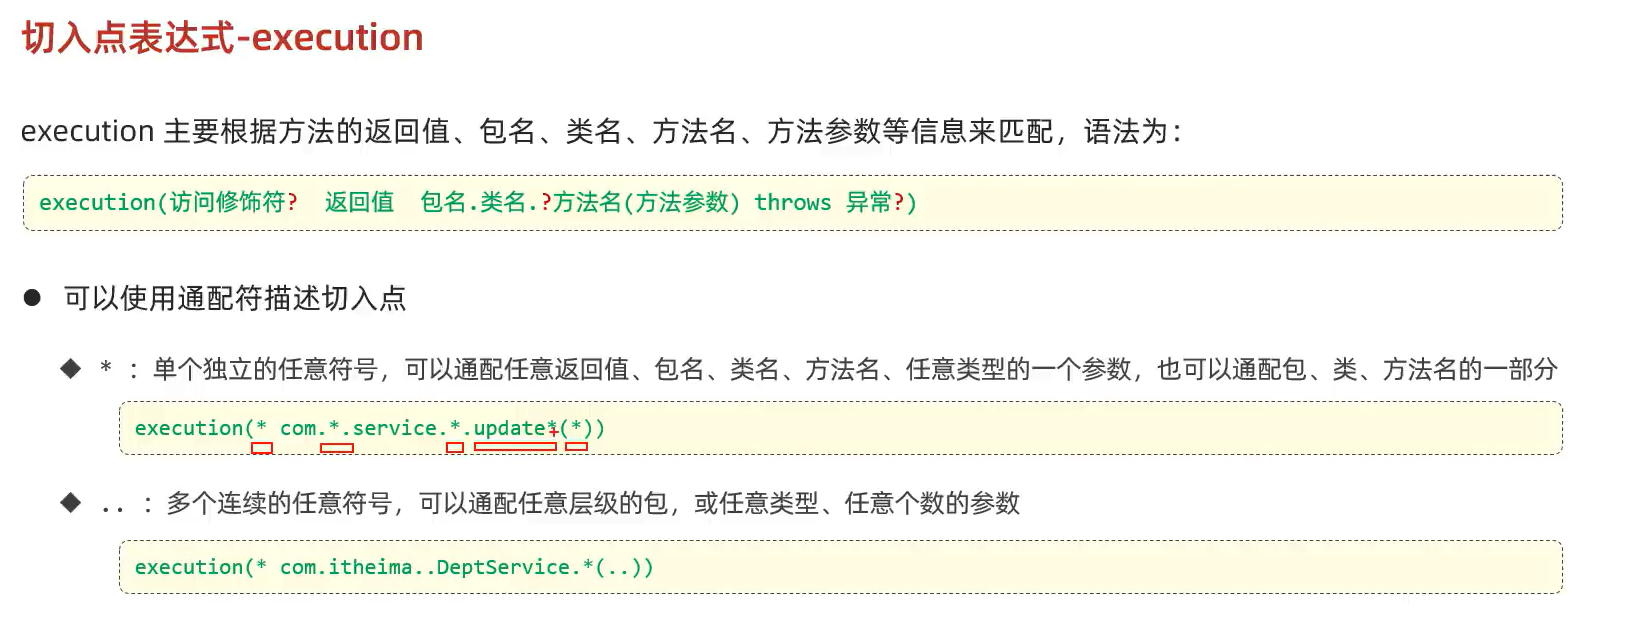 切入点表达式-execution
execution 主要根据方法的返回值、包名、类名、方法名、方法参数等信息来匹配，语法为：
execution(访问修饰符?  返回值  包名.类名.?方法名(方法参数) throws 异常?)
● 可以使用通配符描述切入点
◆ * ：单个独立的任意符号，可以通配任意返回值、包名、类名、方法名、任意类型的一个参数，也可以通配包、类、方法名的一部分
execution(* com.*.service.*.update*(*))
◆ .. ：多个连续的任意符号，可以通配任意层级的包，或任意类型、任意个数的参数
execution(* com.itheima..DeptService.*(..))